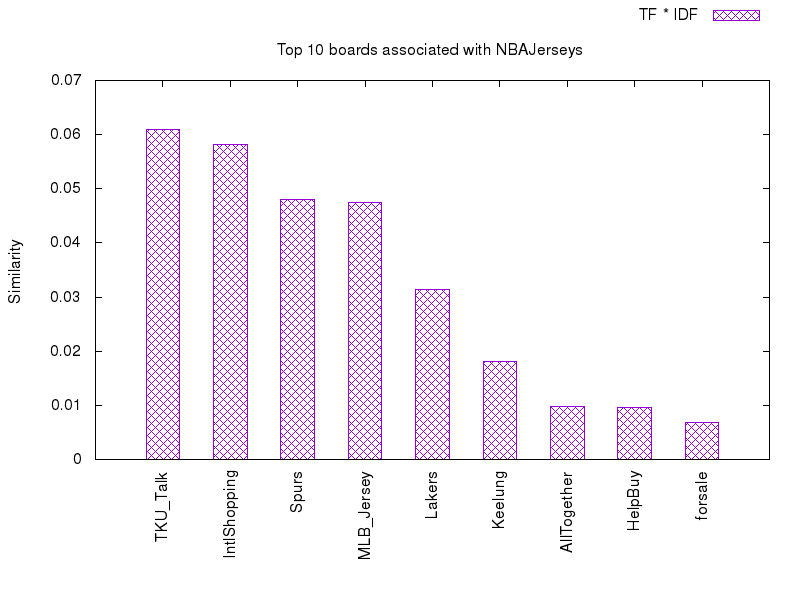 TF * IDF
Top 10 boards associated with NBAJerseys
0.07
0.06
0.05
0.04
0.03
0.02
0.01
0
Similarity
TKU_Talk
IntlShopping
Spurs
MLB_Jersey
Lakers
Keelung
AllTogether
HelpBuy
forsale